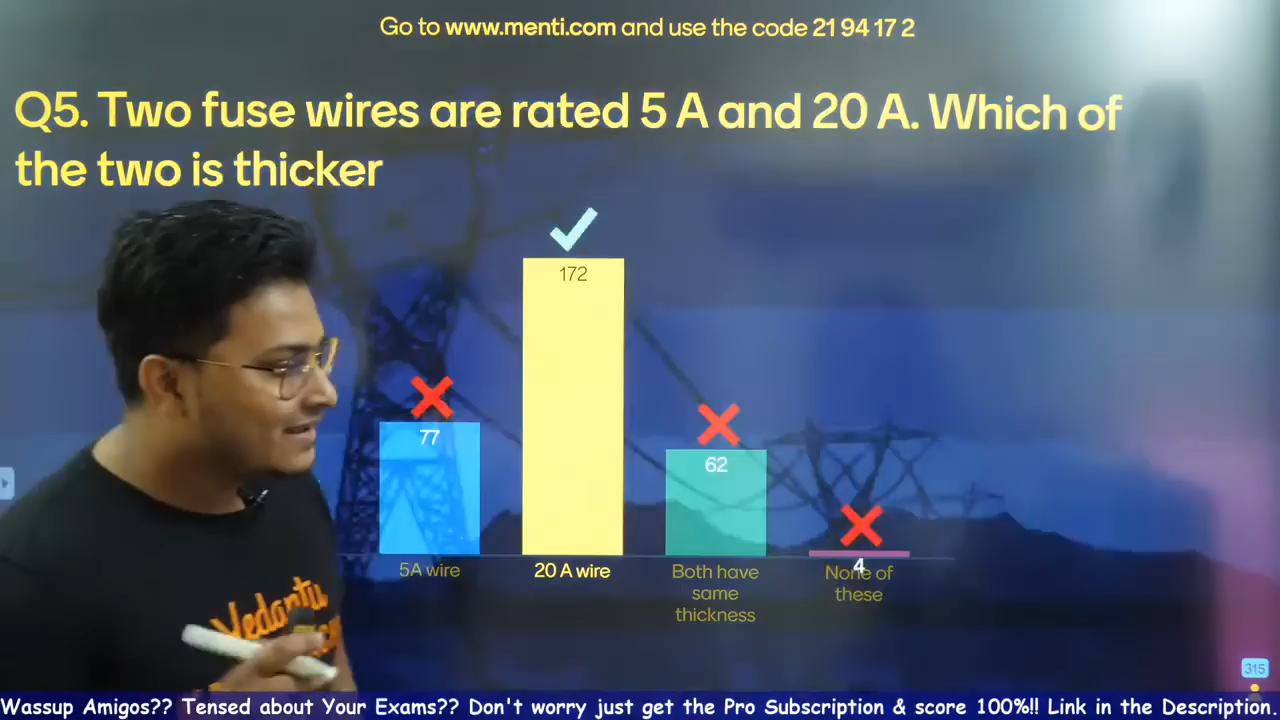 Go to www.menti.com and use the code 21 94 17 2
Q5. Two fuse wires are rated 5 A and 20 A. Which of
the two is thicker
172
77
62
4
5A wire
20 A wire
Both have
same
thickness
None of
these
Vedantu
315
Wassup Amigos?? Tensed about Your Exams?? Don't worry just get the Pro Subscription & score 100%!! Link in the Description.